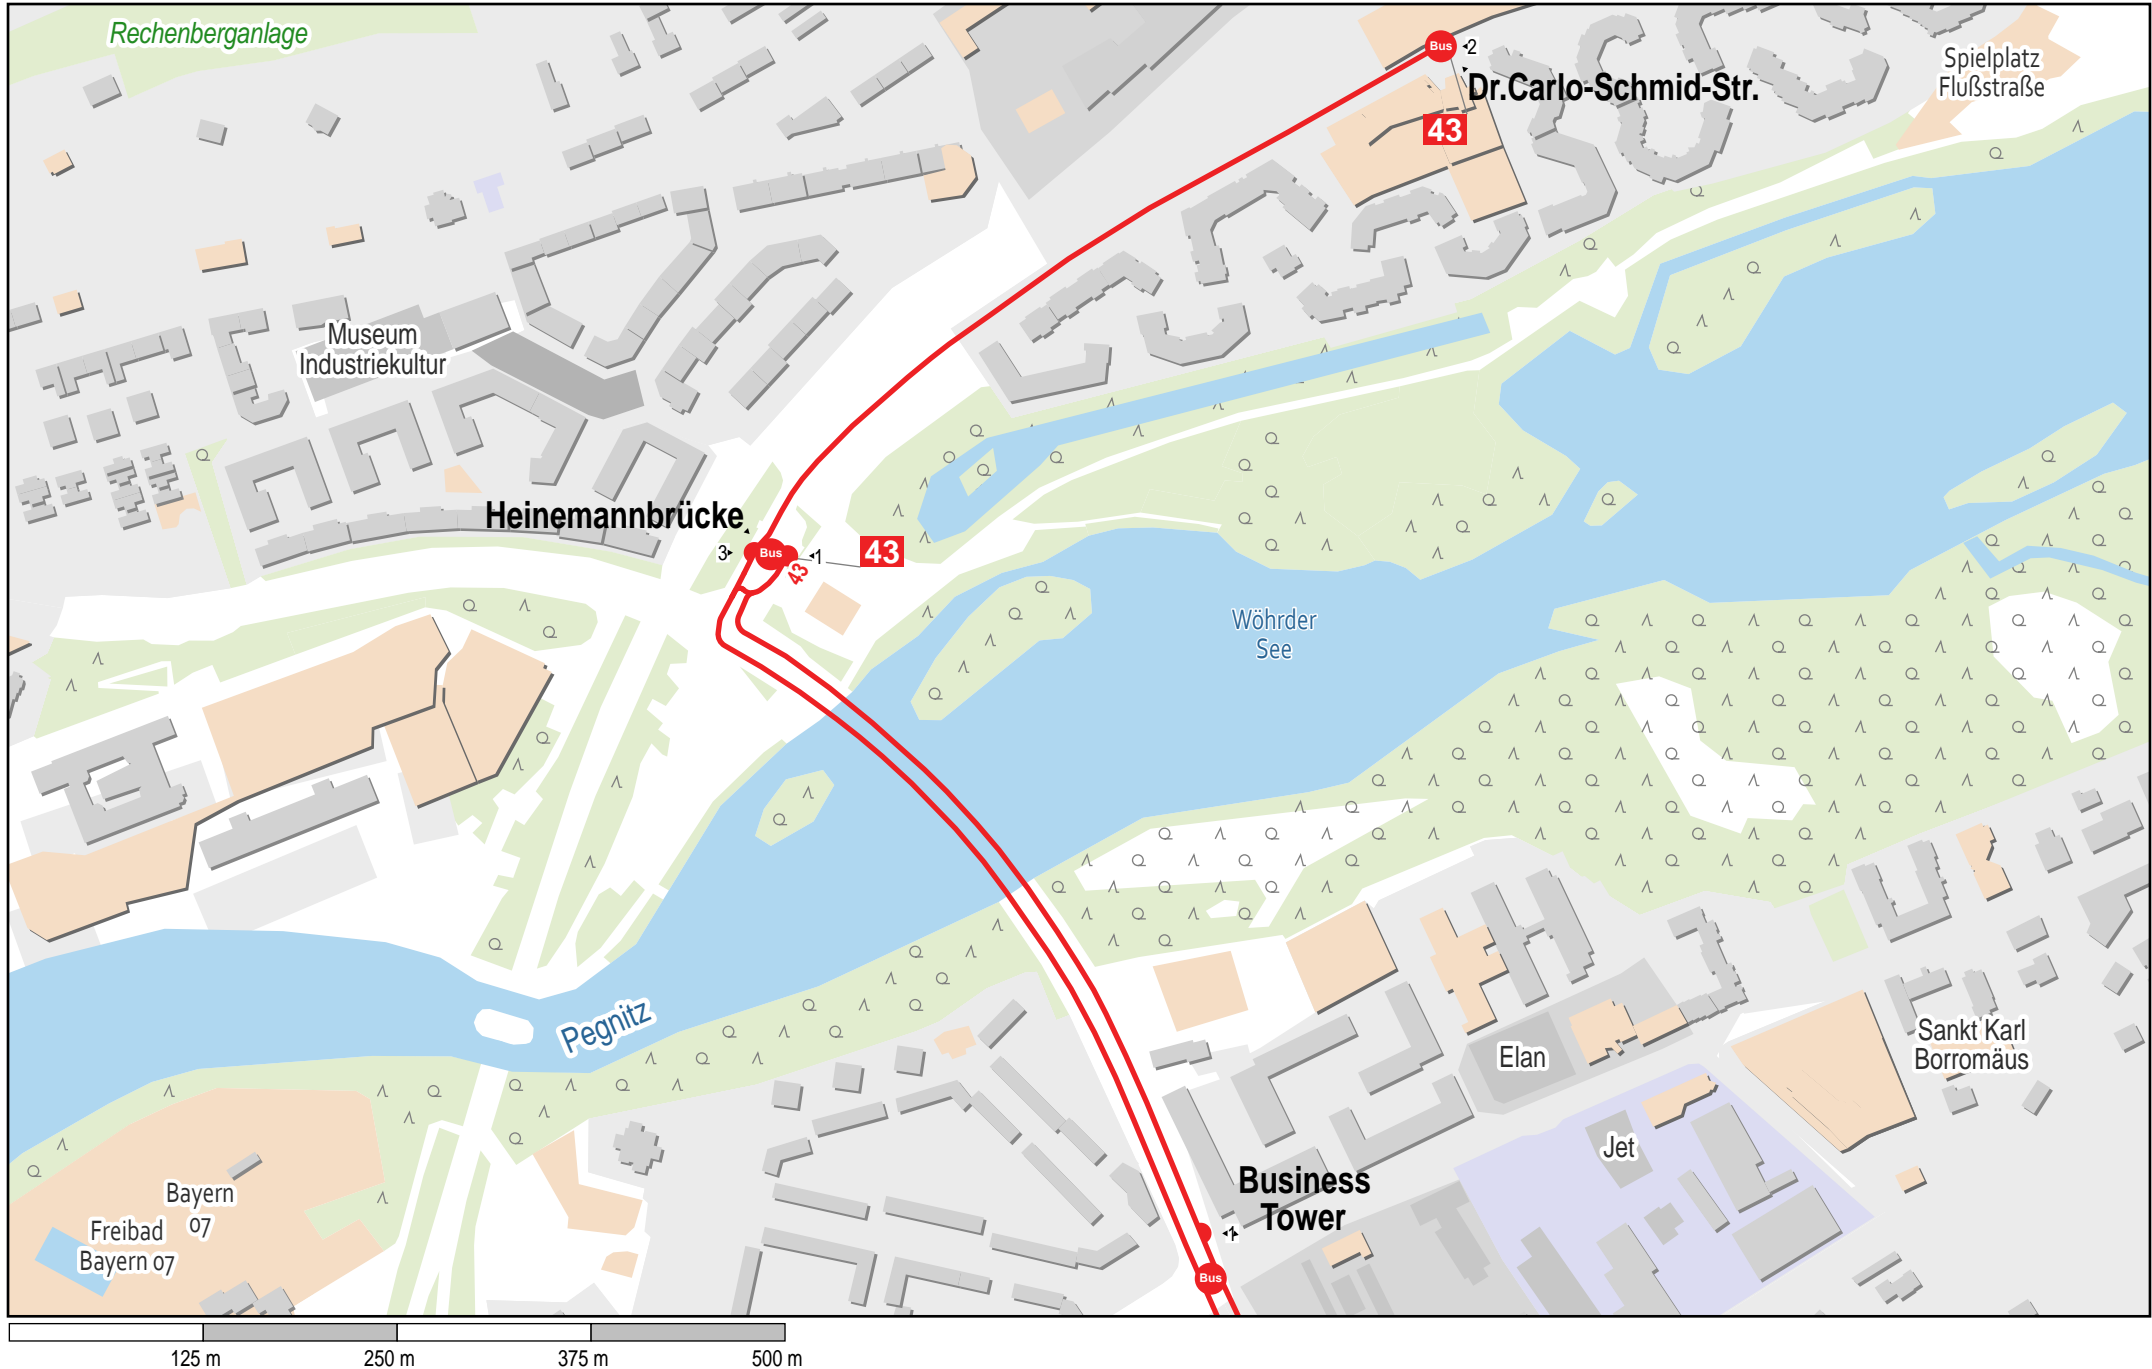 Rechenberganlage
Bus
2
Dr.Carlo-Schmid-Str.
43
Spielplatz
Flußstraße
Museum
Industriekultur
Heinemannbrücke
3
Bus
1
43
43
Wöhrder
See
Pegnitz
Elan
Sankt Karl
Borromäus
Jet
Business
Tower
1
Bus
Bayern
07
Freibad
Bayern 07
125 m
250 m
375 m
500 m